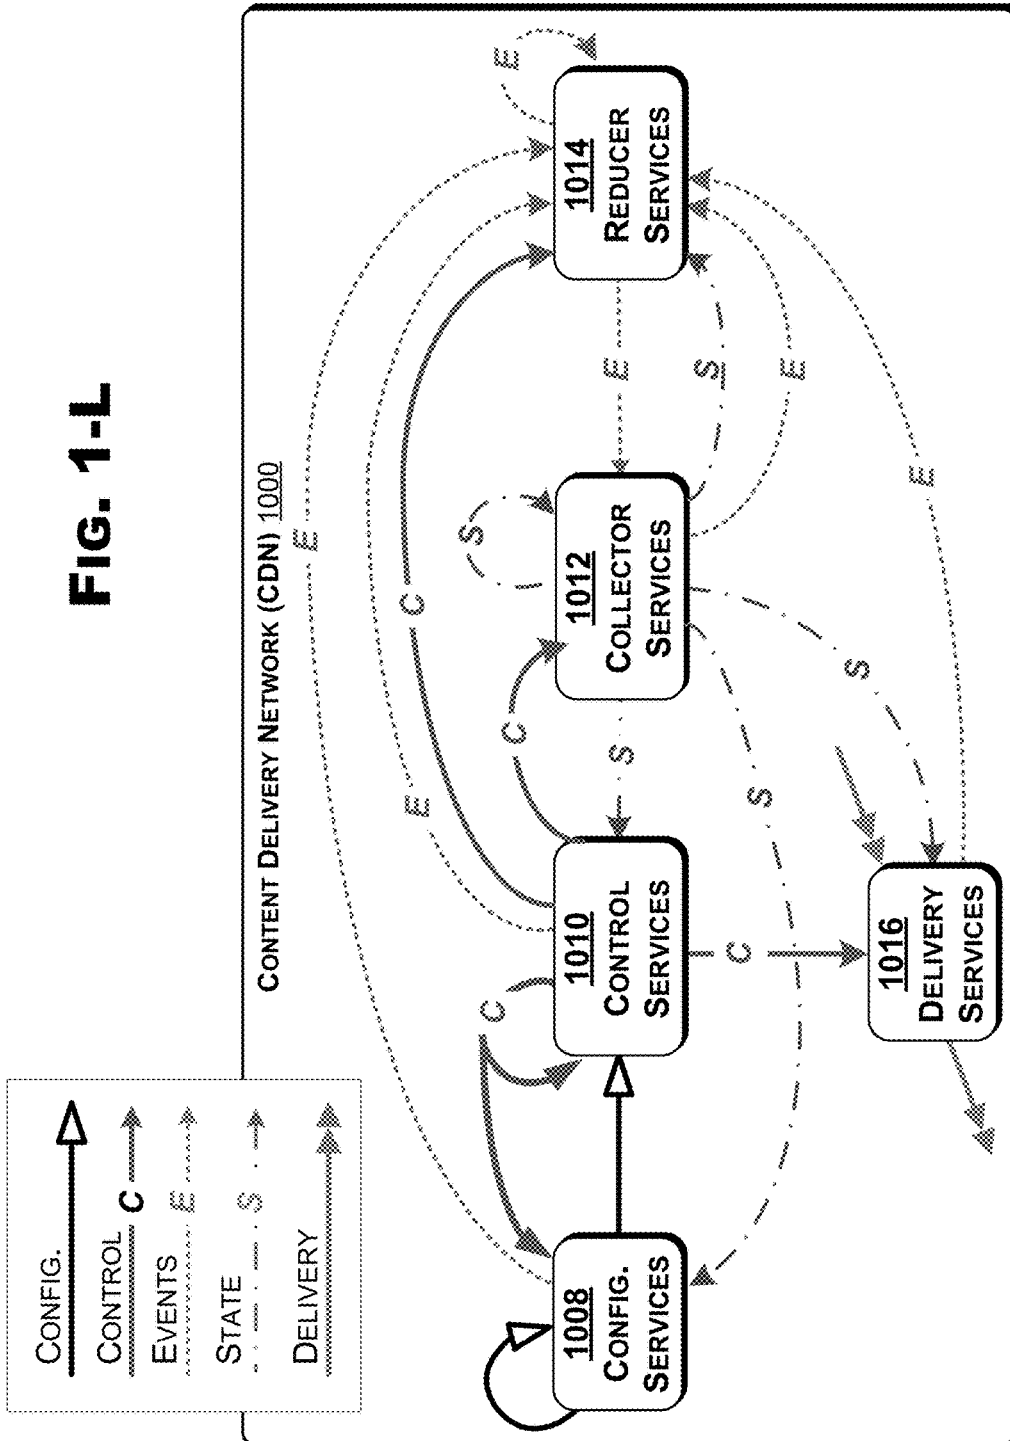 FIG. 1-L
CONFIG.
CONTROL C
EVENTS E
STATE S
DELIVERY
CONTENT DELIVERY NETWORK (CDN) 1000
E
E
C
C
C
S
E
1008
CONFIG.
SERVICES
1010
CONTROL
SERVICES
S
1012
COLLECTOR
SERVICES
E
1014
REDUCER
SERVICES
C
S
S
S
E
E
1016
DELIVERY
SERVICES